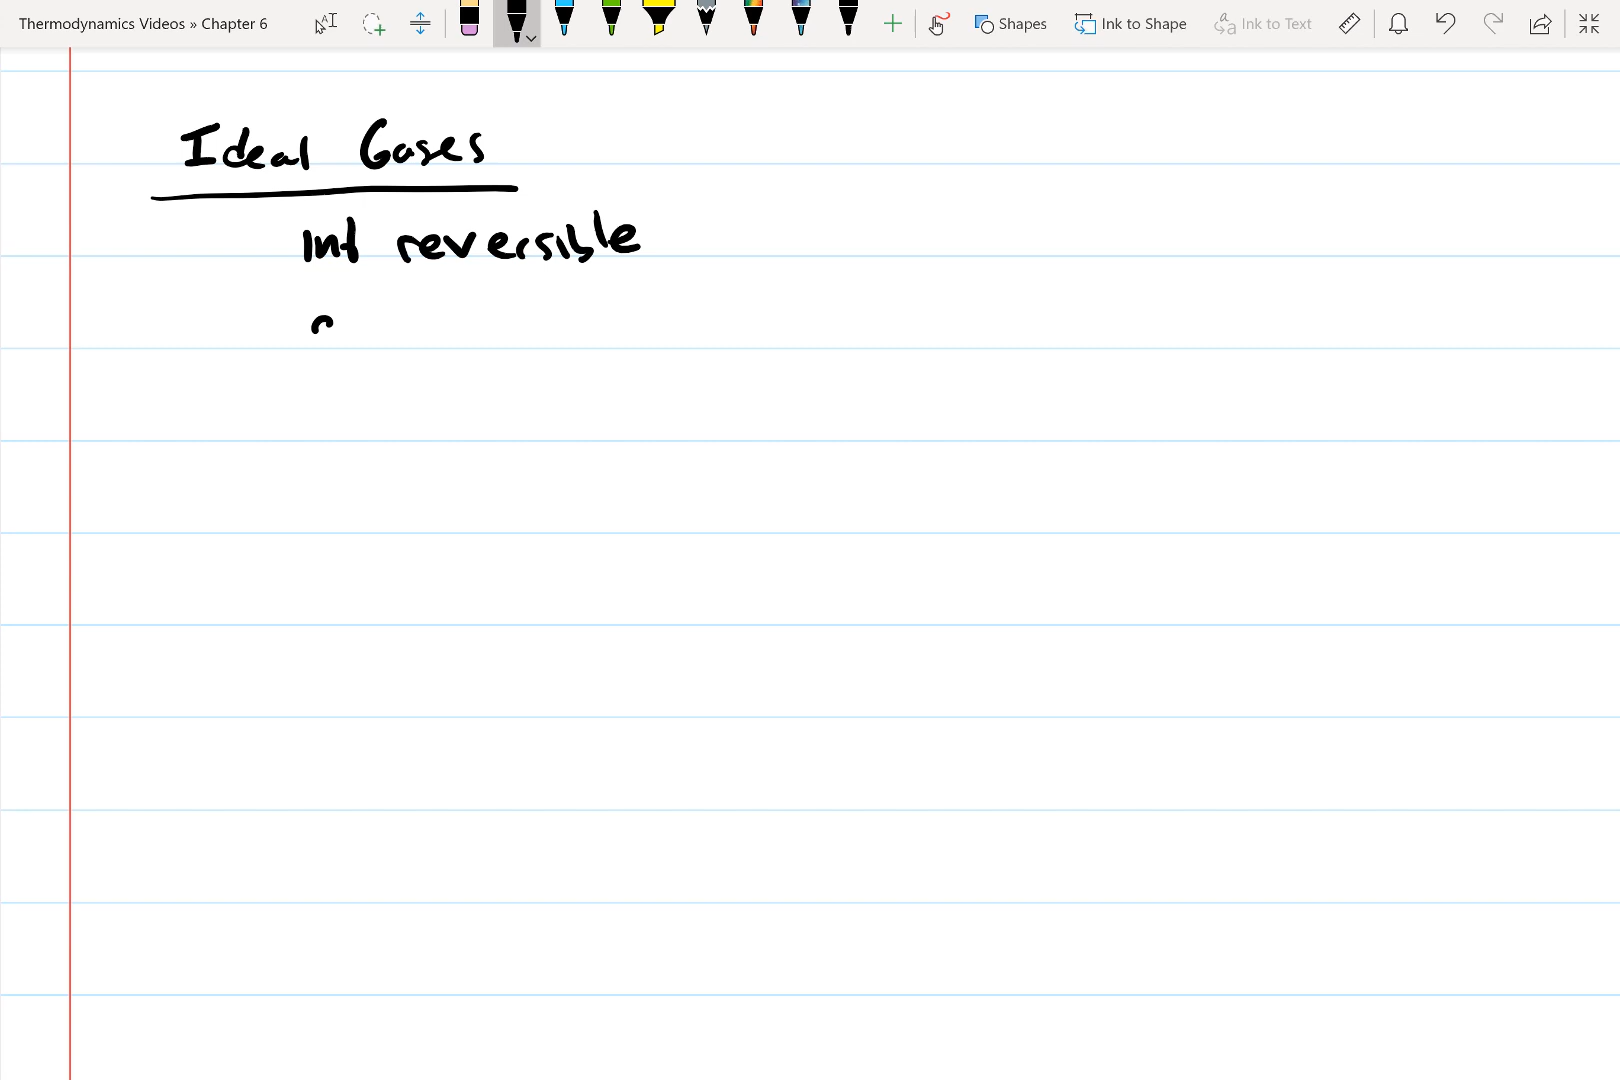 Thermodynamics Videos » Chapter 6 Shapes Ink to Shape Ink to Text
Ideal Gases
Int reversible